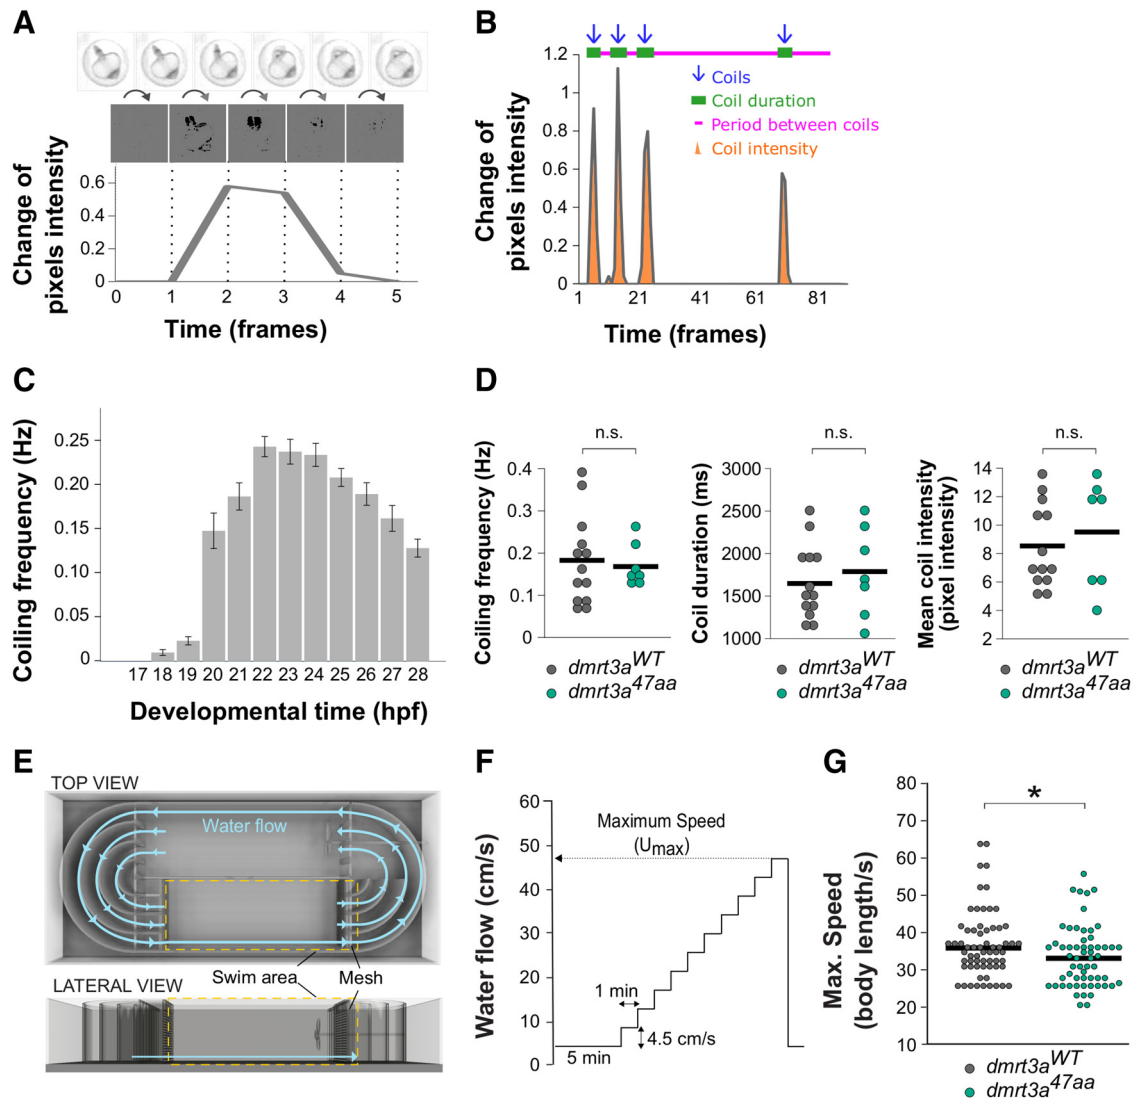 A
Change of
pixels intensity
0.6
0.4
0.2
0
0 1 2 3 4 5
Time (frames)
B
Change of
pixels intensity
1.2
1
0.8
0.6
0.4
0.2
0
Coils
Coil duration
Period between coils
Coil intensity
1 21 41 61 81
Time (frames)
C
Coiling frequency (Hz)
0.25
0.20
0.15
0.10
0.05
0
17 18 19 20 21 22 23 24 25 26 27 28
Developmental time (hpf)
D
Coiling frequency (Hz)
n.s.
0.4
0.3
0.2
0.1
0
dmrt3aWT
dmrt3a47aa
Coil duration (ms)
n.s.
3000
2500
2000
1500
1000
dmrt3aWT
dmrt3a47aa
Mean coil intensity
(pixel intensity)
n.s.
14
12
10
8
6
4
2
dmrt3aWT
dmrt3a47aa
E
TOP VIEW
Water flow
Swim area
Mesh
LATERAL VIEW
F
Water flow (cm/s)
60
50
40
30
20
10
0
Maximum Speed
(Umax)
1 min
4.5 cm/s
5 min
G
Max. Speed
(body length/s)
80
70
60
50
40
30
20
10
*
dmrt3aWT
dmrt3a47aa